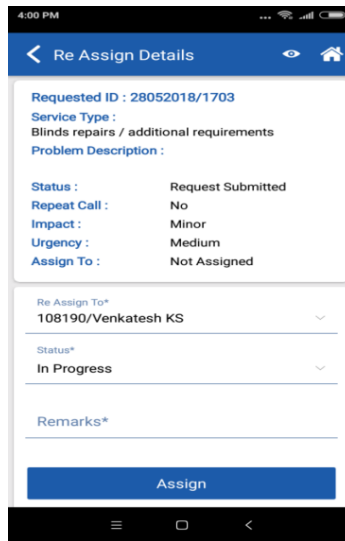 4:00 PM
Re Assign Details
Requested ID : 28052018/1703
Service Type :
Blinds repairs / additional requirements
Problem Description :
Status : Request Submitted
Repeat Call : No
Impact : Minor
Urgency : Medium
Assign To : Not Assigned
Re Assign To*
108190/Venkatesh KS
Status*
In Progress
Remarks*
Assign